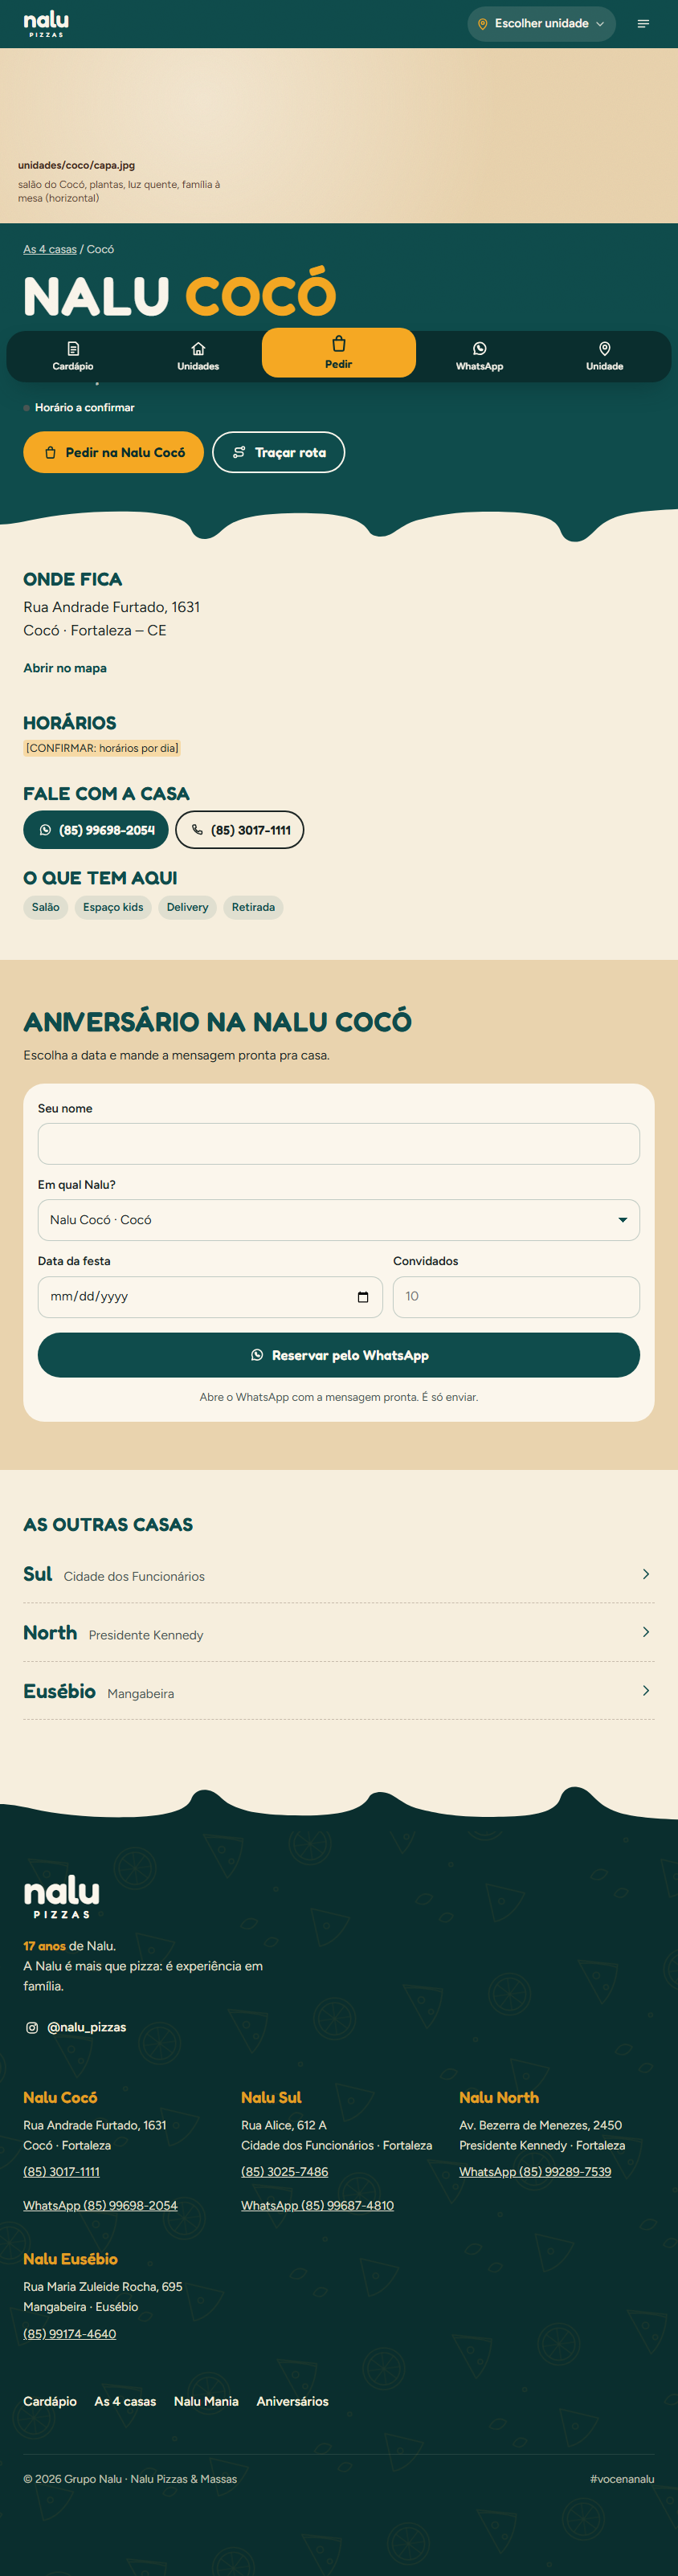 nalu
PIZZAS
Escolher unidade
unidades/coco/capa.jpg
salão do Cocó, plantas, luz quente, família à
mesa (horizontal)
As 4 casas / Cocó
NALU COCÓ
Cardápio
Unidades
Pedir
WhatsApp
Unidade
Horário a confirmar
Pedir na Nalu Cocó
Traçar rota
ONDE FICA
Rua Andrade Furtado, 1631
Cocó · Fortaleza – CE
Abrir no mapa
HORÁRIOS
[CONFIRMAR: horários por dia]
FALE COM A CASA
(85) 99698-2054
(85) 3017-1111
O QUE TEM AQUI
Salão
Espaço kids
Delivery
Retirada
ANIVERSÁRIO NA NALU COCÓ
Escolha a data e mande a mensagem pronta pra casa.
Seu nome
Em qual Nalu?
Nalu Cocó · Cocó
Data da festa
Convidados
mm/dd/yyyy
10
Reservar pelo WhatsApp
Abre o WhatsApp com a mensagem pronta. É só enviar.
AS OUTRAS CASAS
Sul Cidade dos Funcionários
North Presidente Kennedy
Eusébio Mangabeira
nalu
PIZZAS
17 anos de Nalu.
A Nalu é mais que pizza: é experiência em
família.
@nalu_pizzas
Nalu Cocó
Rua Andrade Furtado, 1631
Cocó · Fortaleza
(85) 3017-1111
WhatsApp (85) 99698-2054
Nalu Sul
Rua Alice, 612 A
Cidade dos Funcionários · Fortaleza
(85) 3025-7486
WhatsApp (85) 99687-4810
Nalu North
Av. Bezerra de Menezes, 2450
Presidente Kennedy · Fortaleza
WhatsApp (85) 99289-7539
Nalu Eusébio
Rua Maria Zuleide Rocha, 695
Mangabeira · Eusébio
(85) 99174-4640
Cardápio
As 4 casas
Nalu Mania
Aniversários
© 2026 Grupo Nalu · Nalu Pizzas & Massas
#vocenanalu